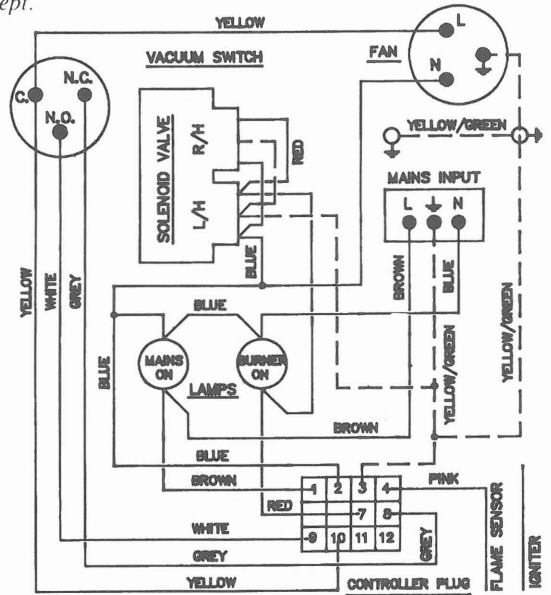 ept.
YELLOW
L
FAN
N
VACUUM SWITCH
C.
N.C.
N.O.
SOLENOID VALVE
R/H
L/H
RED
YELLOW/GREEN
MAINS INPUT
L
N
BLUE
BROWN
BLUE
YELLOW
WHITE
GREY
BLUE
BLUE
MAINS ON
BURNER ON
LAMPS
YELLOW/GREEN
YELLOW/GREEN
BROWN
BLUE
BROWN
RED
WHITE
GREY
YELLOW
1 2 3 4
7 8
9 10 11 12
PINK
GREY
FLAME SENSOR
IGNITER
CONTROLLER PLUG